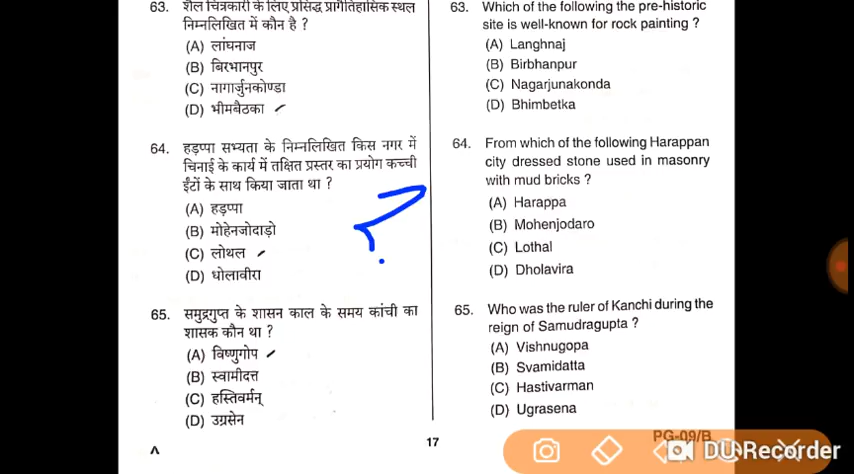 63. शैल चित्रकारी के लिए प्रसिद्ध प्रागैतिहासिक स्थल
निम्नलिखित में कौन है ?
(A) लांघनाज
(B) बिरभानपुर
(C) नागार्जुनकोण्डा
(D) भीमबैठका
64. हड़प्पा सभ्यता के निम्नलिखित किस नगर में
चिनाई के कार्य में तक्षित प्रस्तर का प्रयोग कच्ची
ईंटों के साथ किया जाता था ?
(A) हड़प्पा
(B) मोहेनजोदाड़ो
(C) लोथल
(D) धोलावीरा
65. समुद्रगुप्त के शासन काल के समय कांची का
शासक कौन था ?
(A) विष्णुगोप
(B) स्वामीदत्त
(C) हस्तिवर्मन्
(D) उग्रसेन
63. Which of the following the pre-historic
site is well-known for rock painting ?
(A) Langhnaj
(B) Birbhanpur
(C) Nagarjunakonda
(D) Bhimbetka
64. From which of the following Harappan
city dressed stone used in masonry
with mud bricks ?
(A) Harappa
(B) Mohenjodaro
(C) Lothal
(D) Dholavira
65. Who was the ruler of Kanchi during the
reign of Samudragupta ?
(A) Vishnugopa
(B) Svamidatta
(C) Hastivarman
(D) Ugrasena
17
PG-09/B
DU Recorder